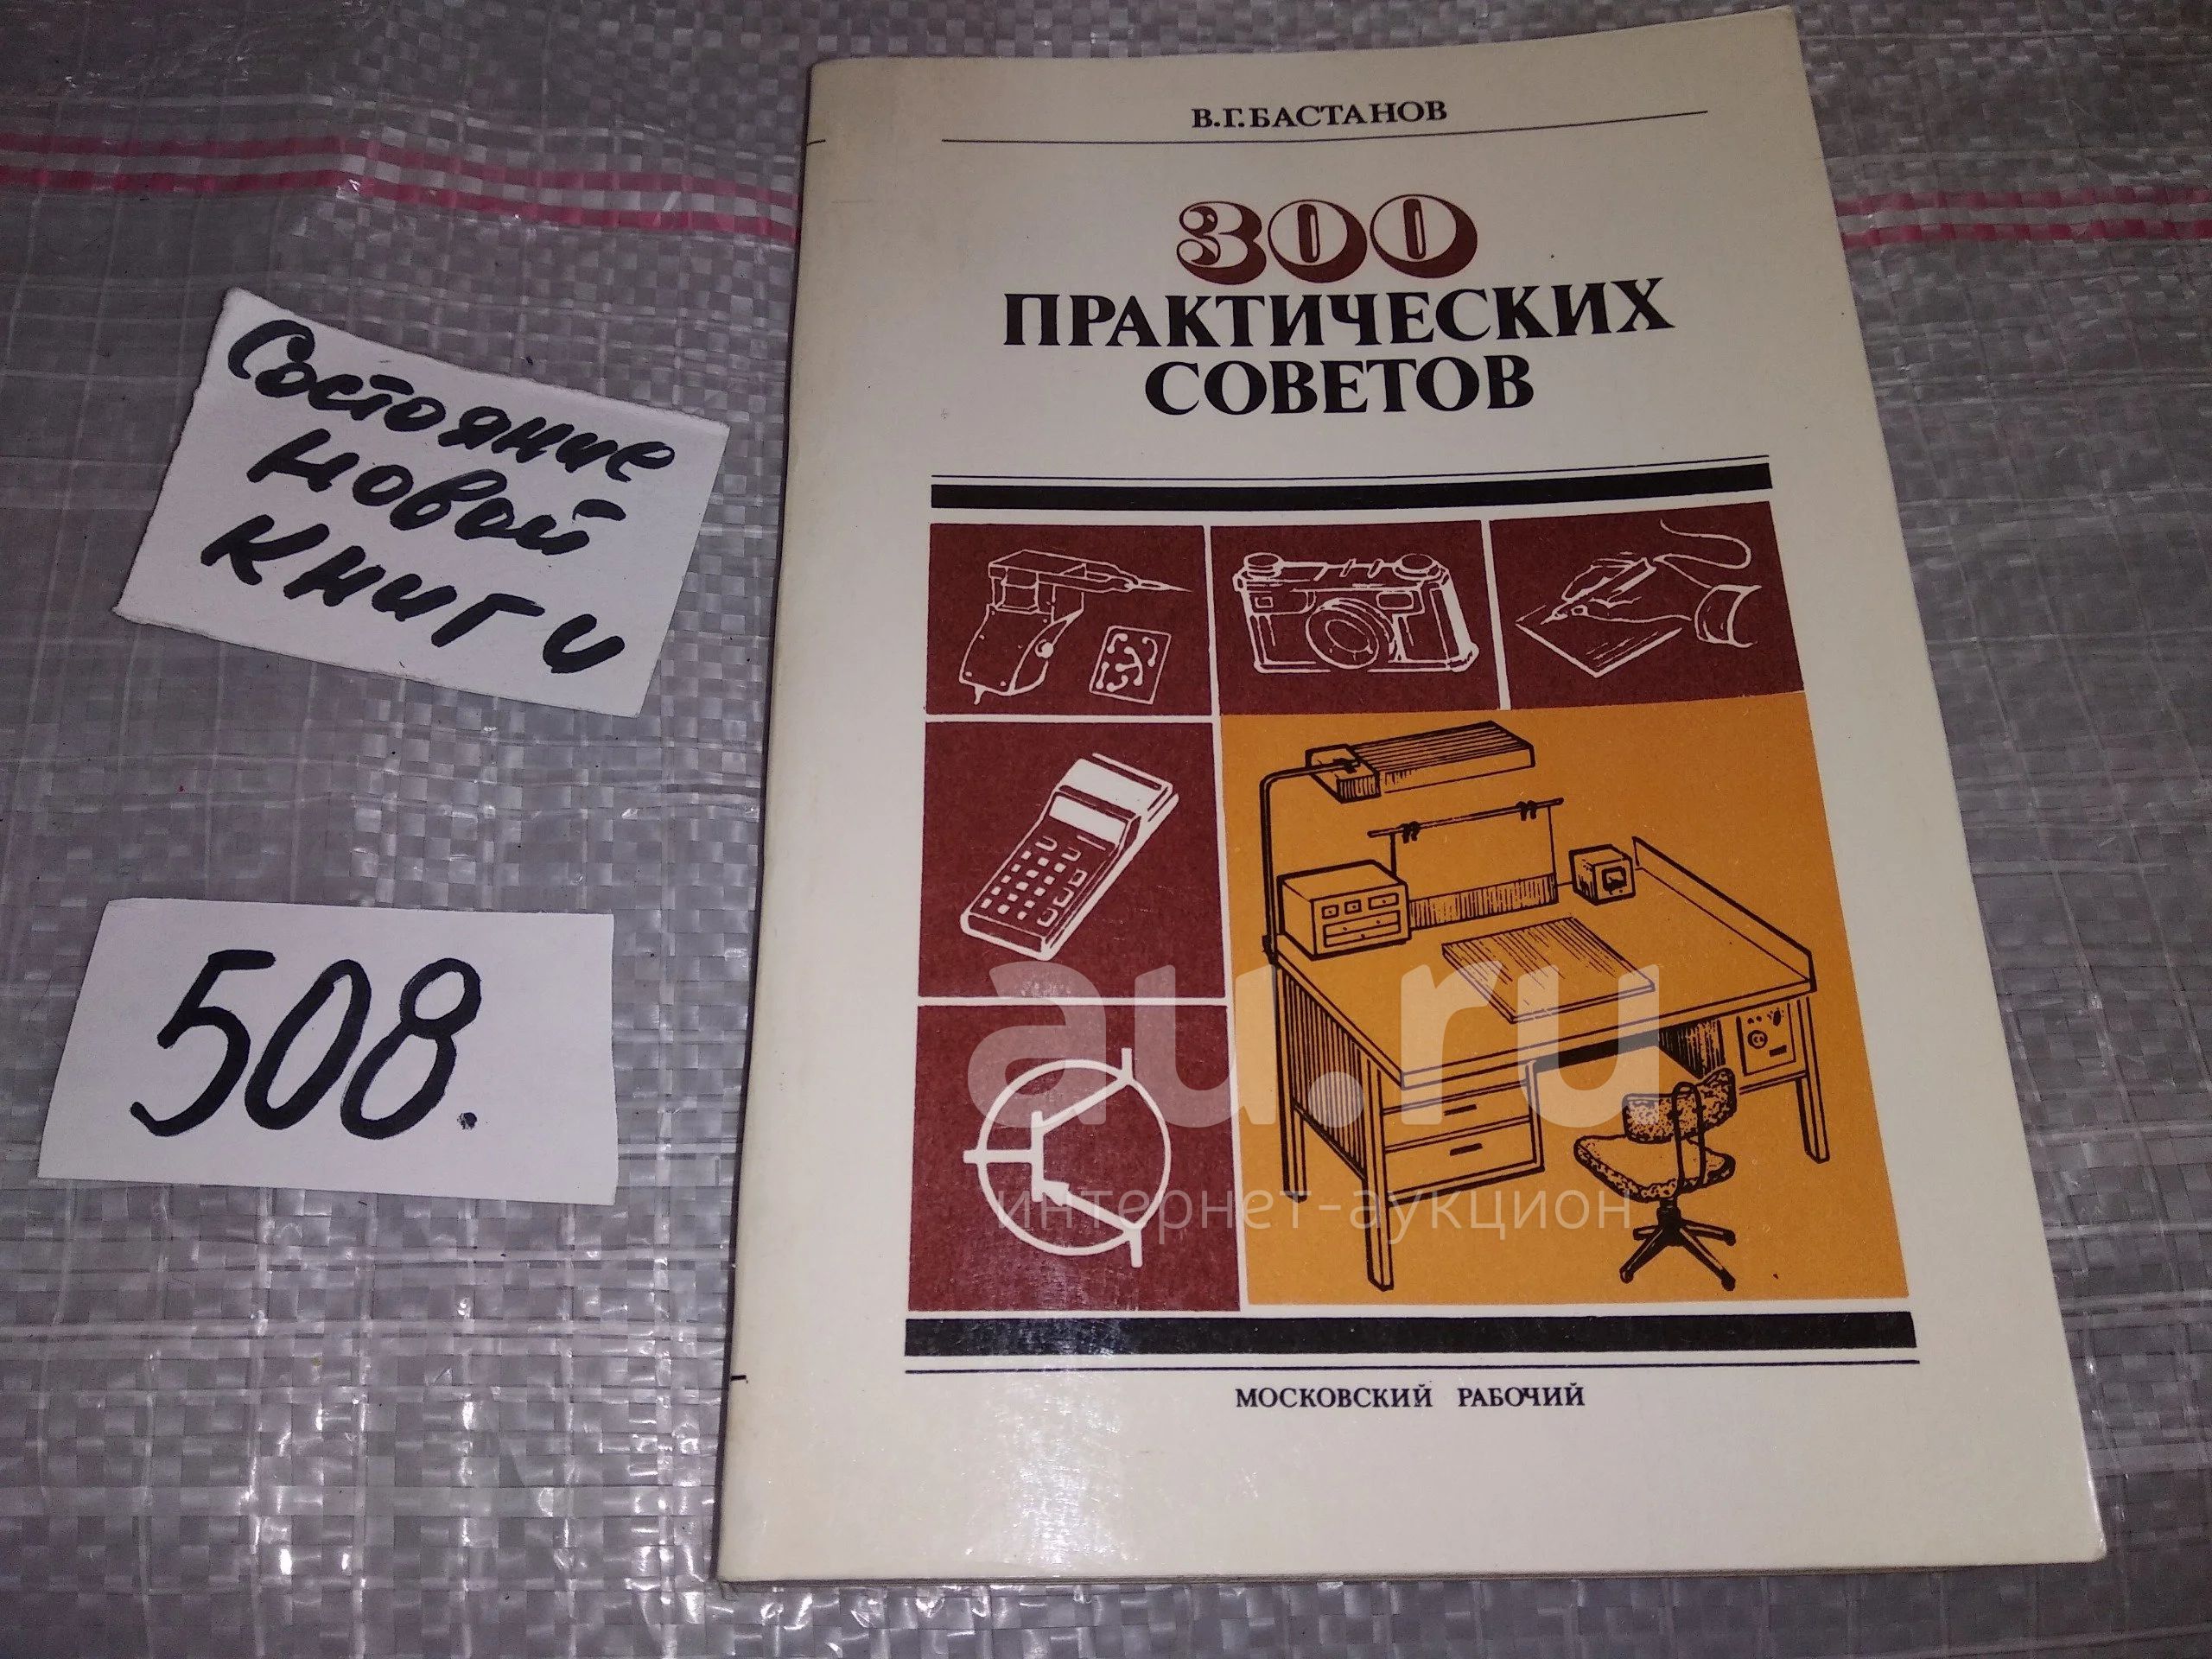 В.Г.БАСТАНОВ
300
ПРАКТИЧЕСКИХ
СОВЕТОВ
МОСКОВСКИЙ РАБОЧИЙ
Состояние
новой
книги
508.
au.ru
интернет-аукцион